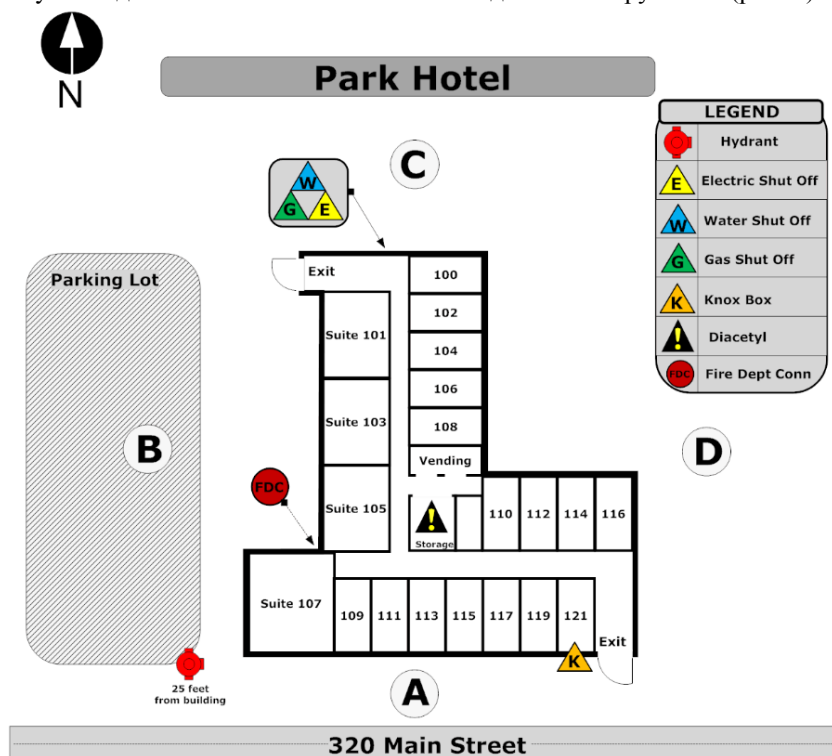 N
Park Hotel
LEGEND
Hydrant
E Electric Shut Off
W Water Shut Off
G Gas Shut Off
K Knox Box
Diacetyl
FDC Fire Dept Conn
C
W
G E
Exit
Parking Lot
100
102
Suite 101
104
106
Suite 103
108
B
D
Vending
FDC
Suite 105
110 112 114 116
Storage
Suite 107
109 111 113 115 117 119 121
Exit
K
25 feet
from building
A
320 Main Street